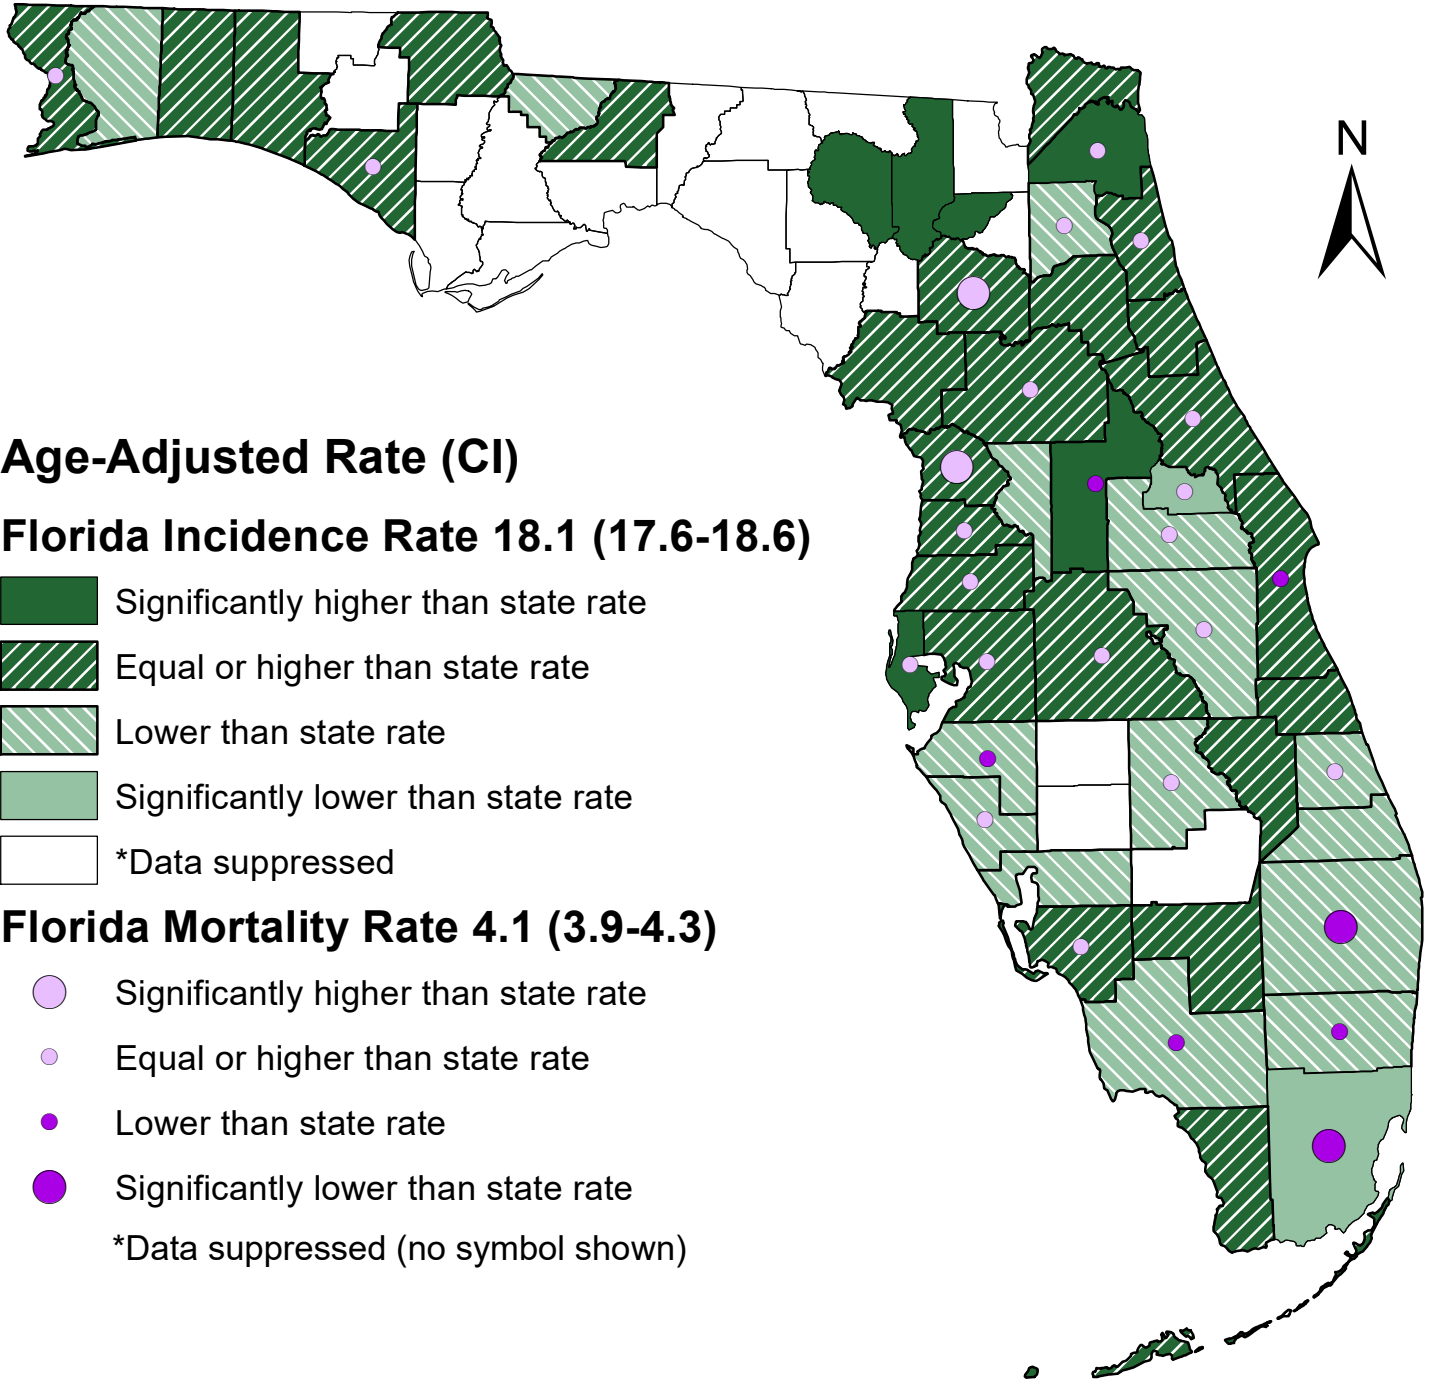 N
Age-Adjusted Rate (CI)
Florida Incidence Rate 18.1 (17.6-18.6)
Significantly higher than state rate
Equal or higher than state rate
Lower than state rate
Significantly lower than state rate
*Data suppressed
Florida Mortality Rate 4.1 (3.9-4.3)
Significantly higher than state rate
Equal or higher than state rate
Lower than state rate
Significantly lower than state rate
*Data suppressed (no symbol shown)